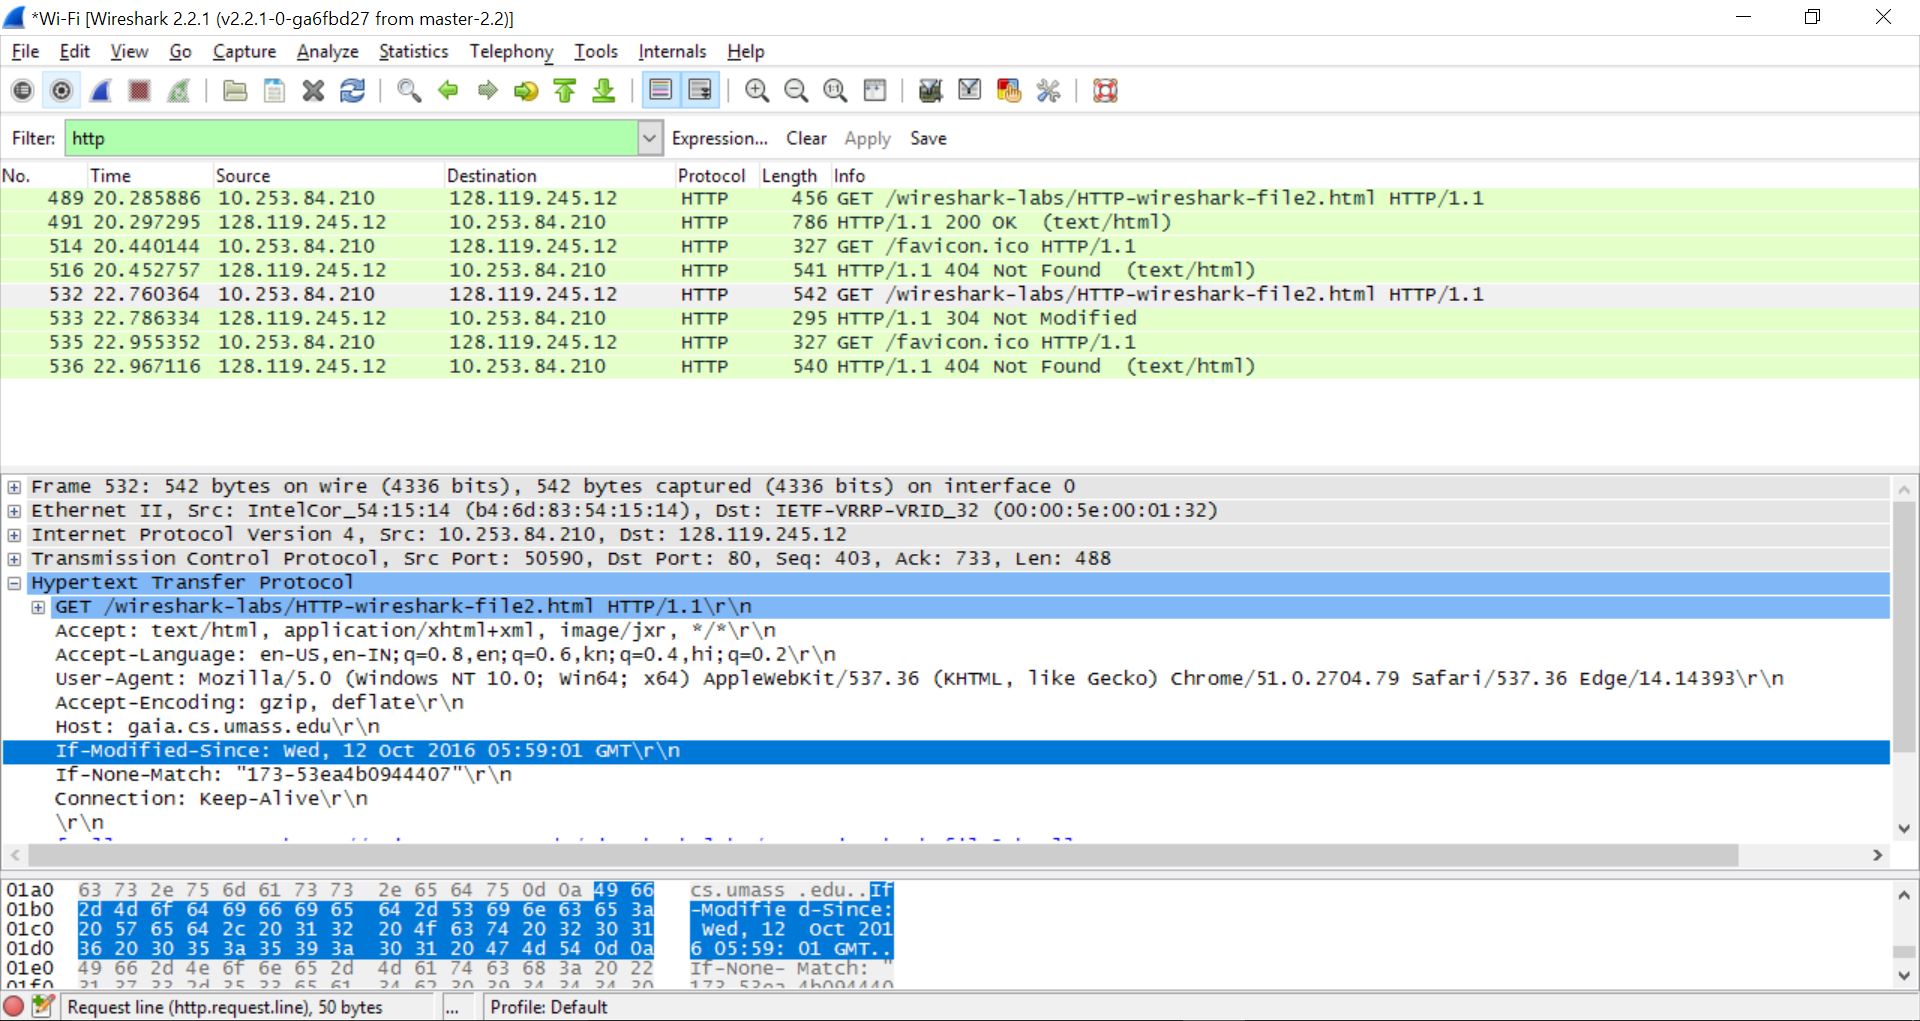 *Wi-Fi [Wireshark 2.2.1 (v2.2.1-0-ga6fbd27 from master-2.2)]
File Edit View Go Capture Analyze Statistics Telephony Tools Internals Help
Filter: http Expression... Clear Apply Save
No. Time Source Destination Protocol Length Info
489 20.285886 10.253.84.210 128.119.245.12 HTTP 456 GET /wireshark-labs/HTTP-wireshark-file2.html HTTP/1.1
491 20.297295 128.119.245.12 10.253.84.210 HTTP 786 HTTP/1.1 200 OK (text/html)
514 20.440144 10.253.84.210 128.119.245.12 HTTP 327 GET /favicon.ico HTTP/1.1
516 20.452757 128.119.245.12 10.253.84.210 HTTP 541 HTTP/1.1 404 Not Found (text/html)
532 22.760364 10.253.84.210 128.119.245.12 HTTP 542 GET /wireshark-labs/HTTP-wireshark-file2.html HTTP/1.1
533 22.786334 128.119.245.12 10.253.84.210 HTTP 295 HTTP/1.1 304 Not Modified
535 22.955352 10.253.84.210 128.119.245.12 HTTP 327 GET /favicon.ico HTTP/1.1
536 22.967116 128.119.245.12 10.253.84.210 HTTP 540 HTTP/1.1 404 Not Found (text/html)
Frame 532: 542 bytes on wire (4336 bits), 542 bytes captured (4336 bits) on interface 0
Ethernet II, Src: IntelCor_54:15:14 (b4:6d:83:54:15:14), Dst: IETF-VRRP-VRID_32 (00:00:5e:00:01:32)
Internet Protocol Version 4, Src: 10.253.84.210, Dst: 128.119.245.12
Transmission Control Protocol, Src Port: 50590, Dst Port: 80, Seq: 403, Ack: 733, Len: 488
Hypertext Transfer Protocol
GET /wireshark-labs/HTTP-wireshark-file2.html HTTP/1.1\r\n
Accept: text/html, application/xhtml+xml, image/jxr, */*\r\n
Accept-Language: en-US,en-IN;q=0.8,en;q=0.6,kn;q=0.4,hi;q=0.2\r\n
User-Agent: Mozilla/5.0 (Windows NT 10.0; Win64; x64) AppleWebKit/537.36 (KHTML, like Gecko) Chrome/51.0.2704.79 Safari/537.36 Edge/14.14393\r\n
Accept-Encoding: gzip, deflate\r\n
Host: gaia.cs.umass.edu\r\n
If-Modified-Since: Wed, 12 Oct 2016 05:59:01 GMT\r\n
If-None-Match: "173-53ea4b0944407"\r\n
Connection: Keep-Alive\r\n
\r\n
01a0 63 73 2e 75 6d 61 73 73 2e 65 64 75 0d 0a 49 66 cs.umass .edu..If
01b0 2d 4d 6f 64 69 66 69 65 64 2d 53 69 6e 63 65 3a -Modifie d-Since:
01c0 20 57 65 64 2c 20 31 32 20 4f 63 74 20 32 30 31 Wed, 12 Oct 201
01d0 36 20 30 35 3a 35 39 3a 30 31 20 47 4d 54 0d 0a 6 05:59: 01 GMT..
01e0 49 66 2d 4e 6f 6e 65 2d 4d 61 74 63 68 3a 20 22 If-None- Match: "
01f0 31 37 33 2d 35 33 65 61 34 62 30 39 34 34 34 30 173-53ea 4b094440
Request line (http.request.line), 50 bytes ... Profile: Default